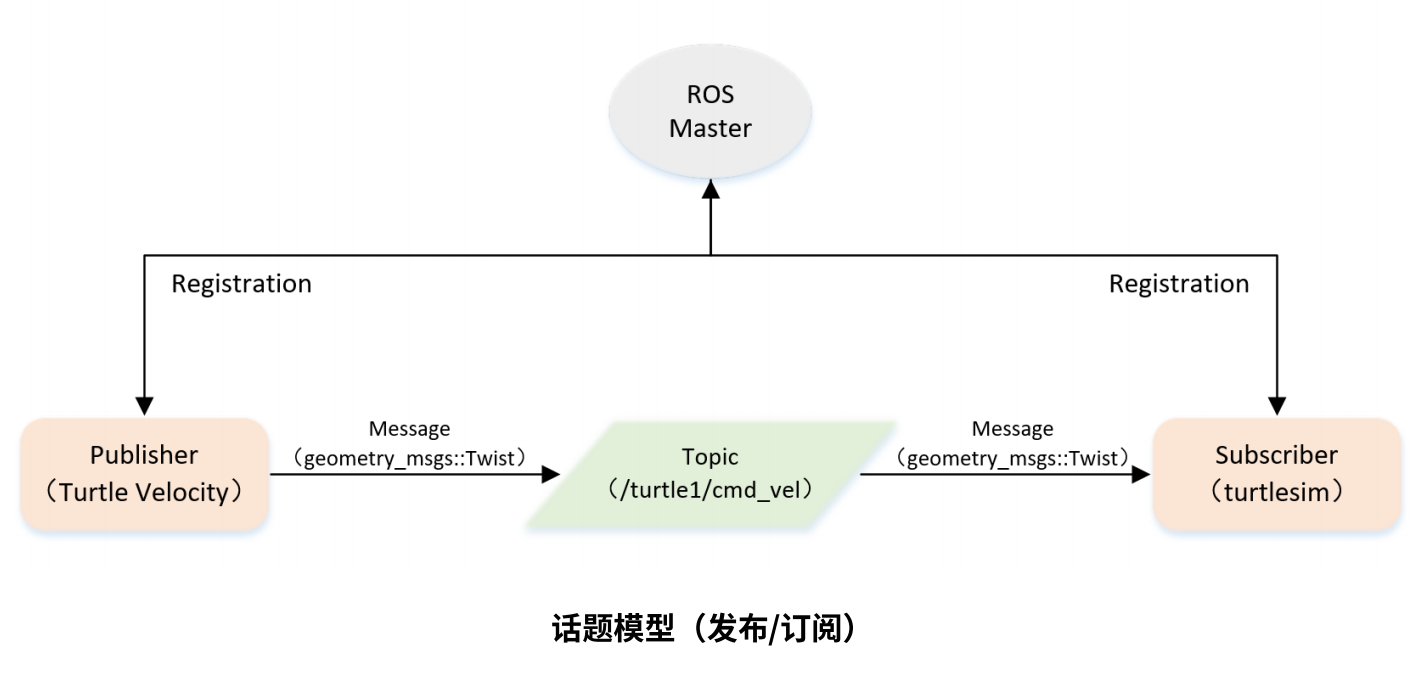 ROS
Master
Registration
Registration
Publisher
（Turtle Velocity）
Message
（geometry_msgs::Twist）
Topic
（/turtle1/cmd_vel）
Message
（geometry_msgs::Twist）
Subscriber
（turtlesim）
话题模型（发布/订阅）